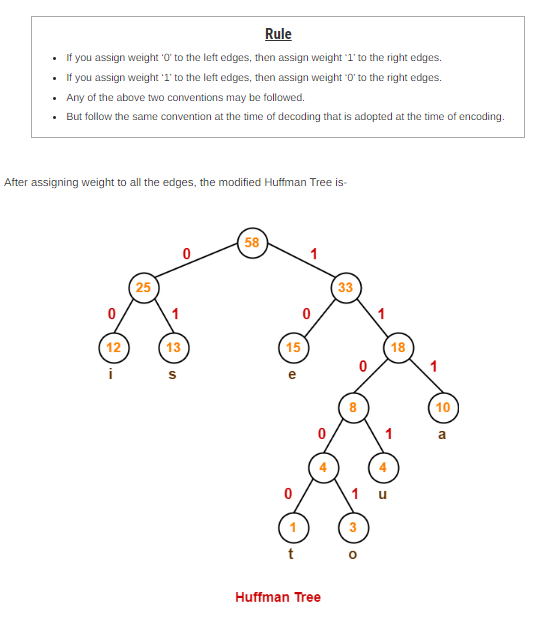 Rule
• If you assign weight ‘0’ to the left edges, then assign weight ‘1’ to the right edges.
• If you assign weight ‘1’ to the left edges, then assign weight ‘0’ to the right edges.
• Any of the above two conventions may be followed.
• But follow the same convention at the time of decoding that is adopted at the time of encoding.
After assigning weight to all the edges, the modified Huffman Tree is-
58
0 1
25 33
0 1 0 1
12 13 15 18
i s e
0 1
8 10
a
0 1
4 4
u
0 1
1 3
t o
Huffman Tree